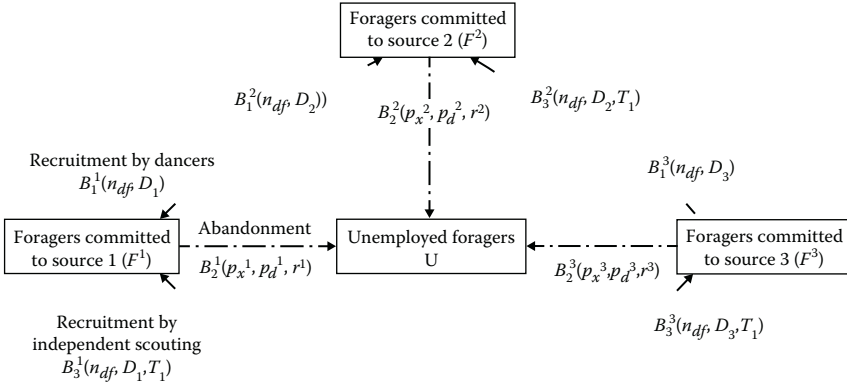 Foragers committed
to source 2 (F²)
B₁²(n_df, D₂))
B₂²(pₓ², p_d², r²)
B₃²(n_df, D₂,T₁)
Recruitment by dancers
B₁¹(n_df, D₁)
B₁³(n_df, D₃)
Foragers committed
to source 1 (F¹)
Abandonment
B₂¹(pₓ¹, p_d¹, r¹)
Unemployed foragers
U
B₂³(pₓ³,p_d³,r³)
Foragers committed
to source 3 (F³)
Recruitment by
independent scouting
B₃¹(n_df, D₁,T₁)
B₃³(n_df, D₃,T₁)